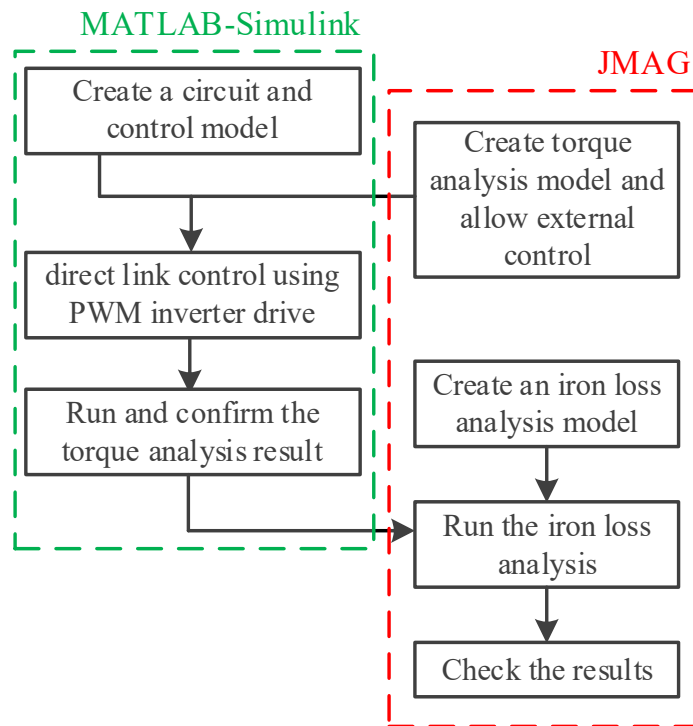 MATLAB-Simulink
Create a circuit and
control model
direct link control using
PWM inverter drive
Run and confirm the
torque analysis result
JMAG
Create torque
analysis model and
allow external
control
Create an iron loss
analysis model
Run the iron loss
analysis
Check the results